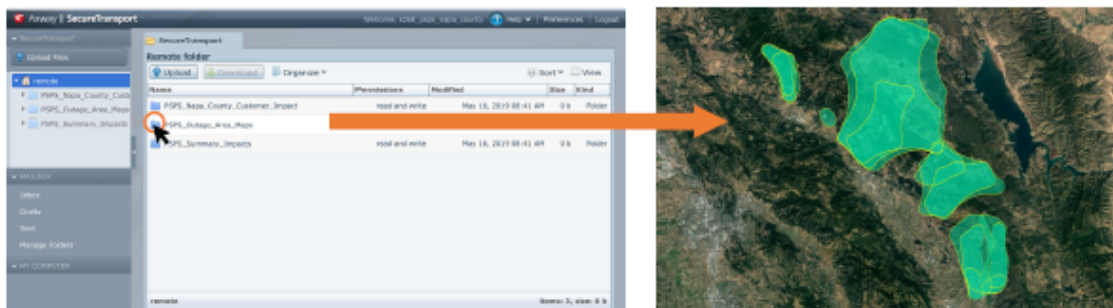 Axway | SecureTransport
Help
Preferences
Logout
SecureTransport
Upload Files
remote
PSPS_Napa_County_Custo
PSPS_Outage_Area_Maps
PSPS_Summary_Impacts
MAILBOX
Inbox
Drafts
Sent
Manage Folders
MY COMPUTER
SecureTransport
Remote folder
Upload Download Organize Sort View
Name Permissions Modified Size Kind
PSPS_Napa_County_Customer_Impact read and write May 16, 2019 08:41 AM 0 b Folder
PSPS_Outage_Area_Maps
PSPS_Summary_Impacts read and write May 16, 2019 08:41 AM 0 b Folder
remote
Items: 3, size: 0 b